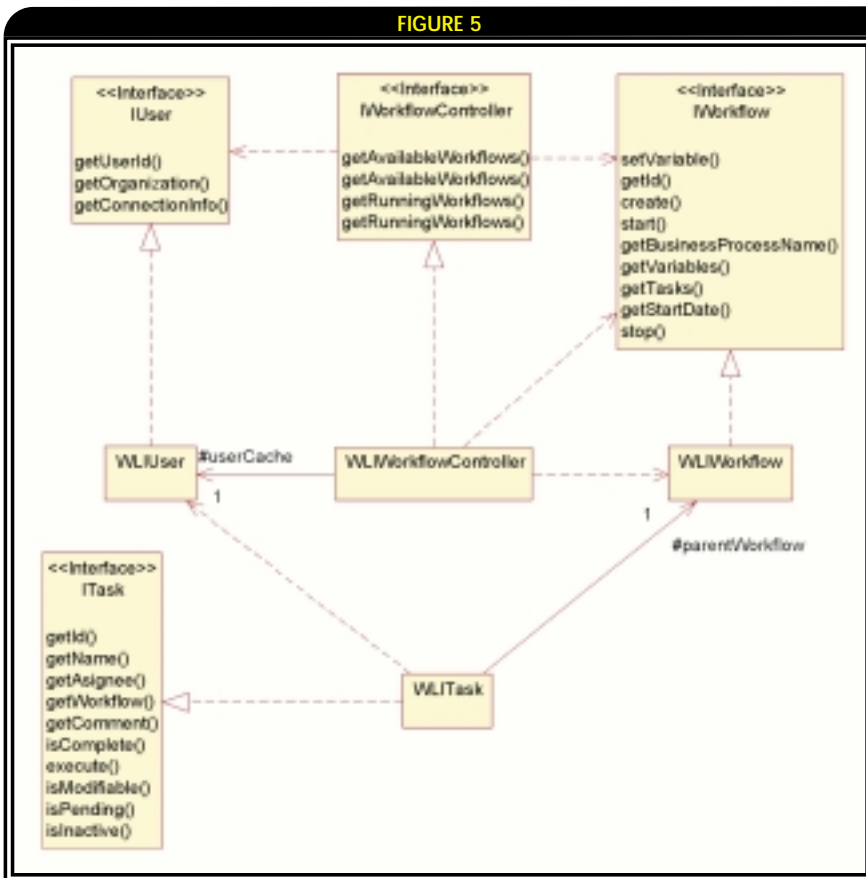 FIGURE 5
<<Interface>>
IUser
getUserId()
getOrganization()
getConnectionInfo()
<<Interface>>
IWorkflowController
getAvailableWorkflows()
getAvailableWorkflows()
getRunningWorkflows()
getRunningWorkflows()
<<Interface>>
IWorkflow
setVariable()
getId()
create()
start()
getBusinessProcessName()
getVariables()
getTasks()
getStartDate()
stop()
WLIUser
#userCache
1
WLIWorkflowController
WLIWorkflow
1
#parentWorkflow
<<Interface>>
ITask
getId()
getName()
getAsignee()
getWorkflow()
getComment()
isComplete()
execute()
isModifiable()
isPending()
isInactive()
WLITask